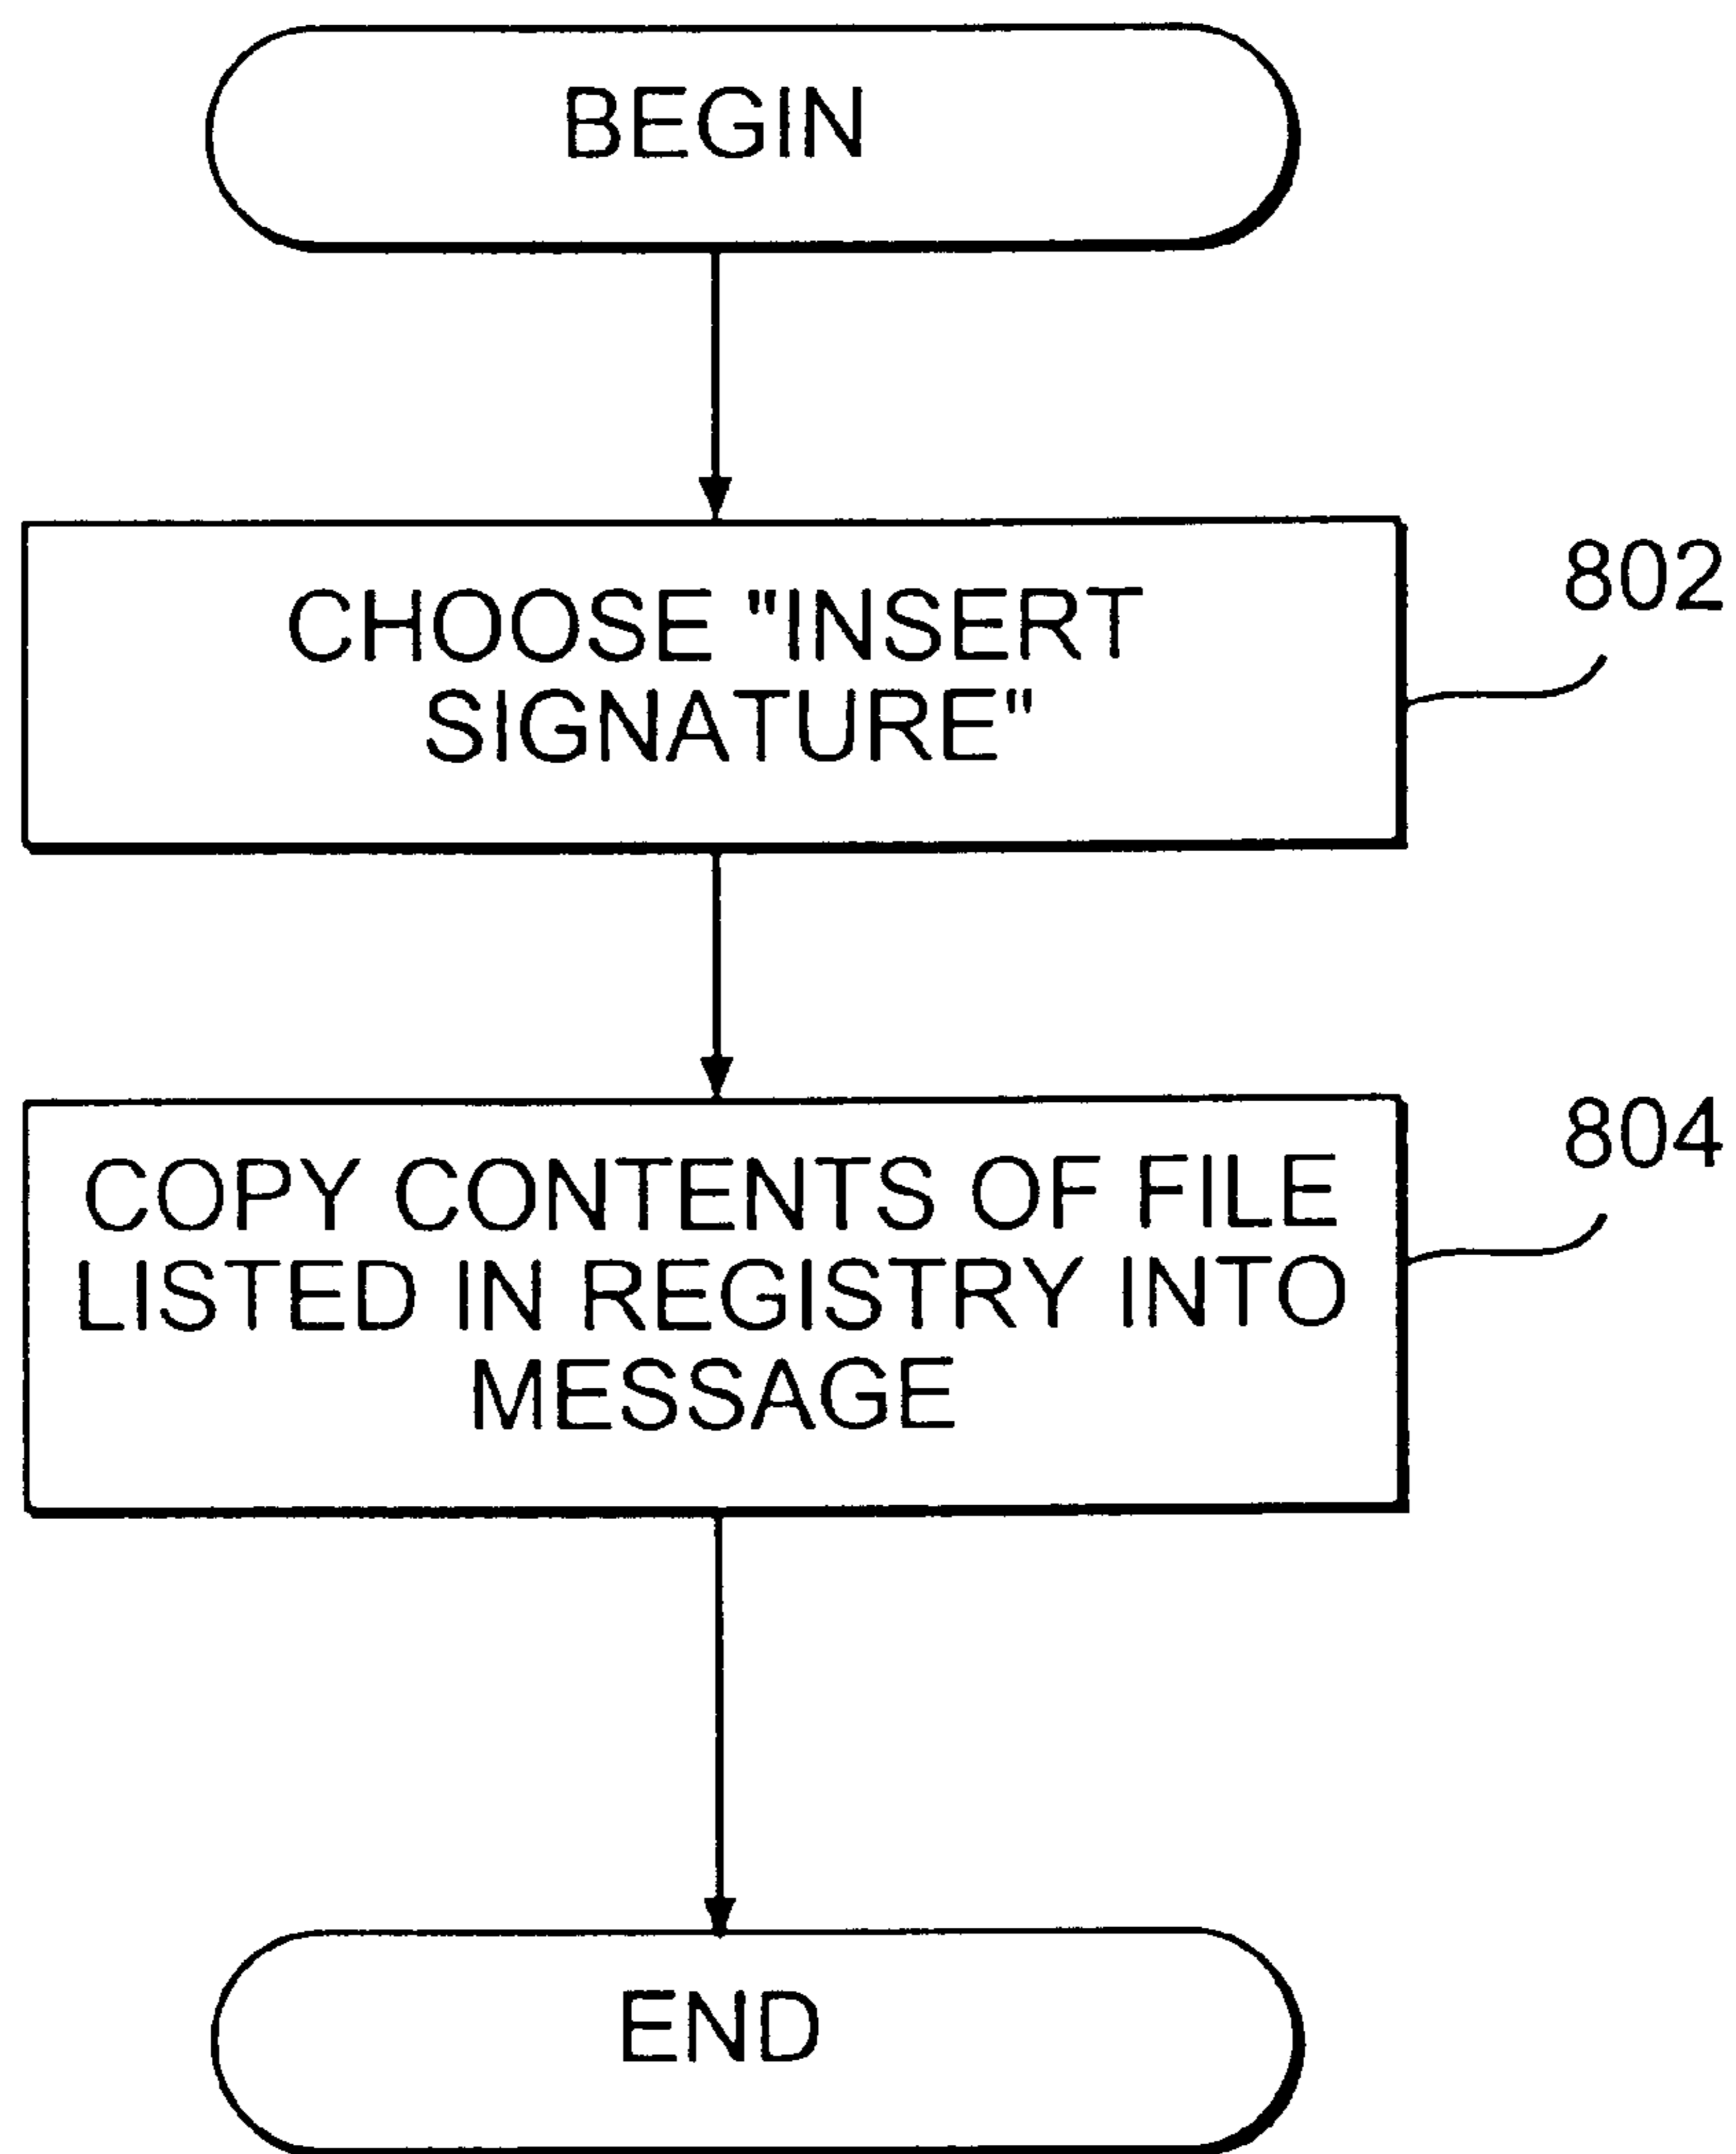 BEGIN
CHOOSE "INSERT
SIGNATURE"
802
COPY CONTENTS OF FILE
LISTED IN REGISTRY INTO
MESSAGE
804
END